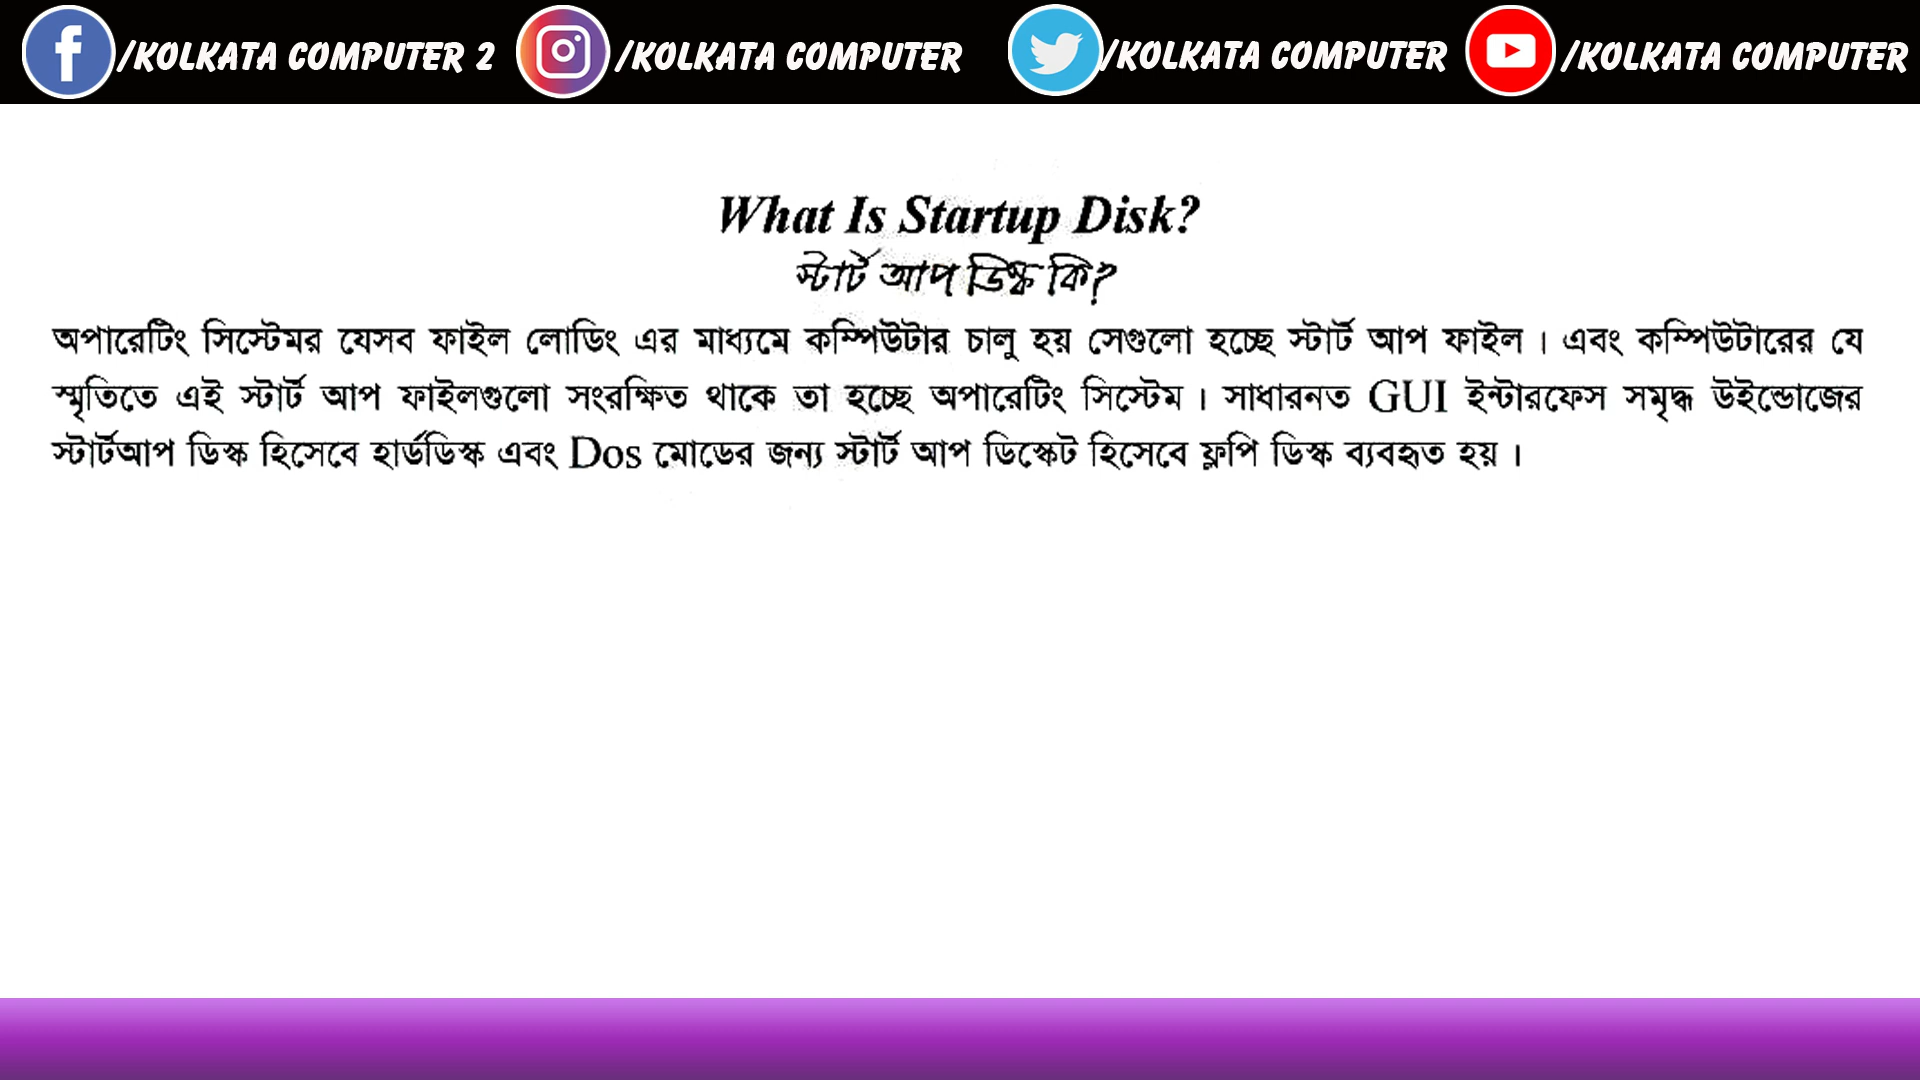 /KOLKATA COMPUTER 2 /KOLKATA COMPUTER /KOLKATA COMPUTER /KOLKATA COMPUTER
What Is Startup Disk?
স্টার্ট আপ ডিস্ক কি?
অপারেটিং সিস্টেমর যেসব ফাইল লোডিং এর মাধ্যমে কম্পিউটার চালু হয় সেগুলো হচ্ছে স্টার্ট আপ ফাইল । এবং কম্পিউটারের যে
স্মৃতিতে এই স্টার্ট আপ ফাইলগুলো সংরক্ষিত থাকে তা হচ্ছে অপারেটিং সিস্টেম । সাধারনত GUI ইন্টারফেস সমৃদ্ধ উইন্ডোজের
স্টার্টআপ ডিস্ক হিসেবে হার্ডডিস্ক এবং Dos মোডের জন্য স্টার্ট আপ ডিস্কেট হিসেবে ফ্লপি ডিস্ক ব্যবহৃত হয় ।